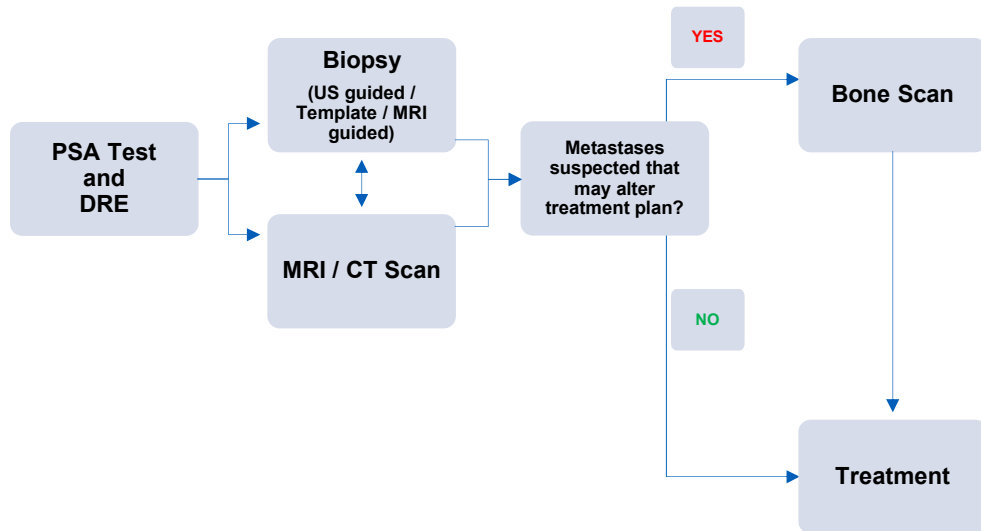 PSA Test
and
DRE
Biopsy
(US guided /
Template / MRI
guided)
MRI / CT Scan
Metastases
suspected that
may alter
treatment plan?
YES
NO
Bone Scan
Treatment